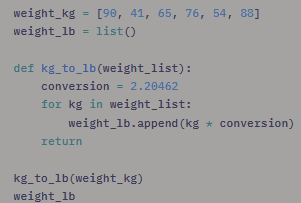 weight_kg = [90, 41, 65, 76, 54, 88]
weight_lb = list()
def kg_to_lb(weight_list):
    conversion = 2.20462
    for kg in weight_list:
        weight_lb.append(kg * conversion)
    return
kg_to_lb(weight_kg)
weight_lb